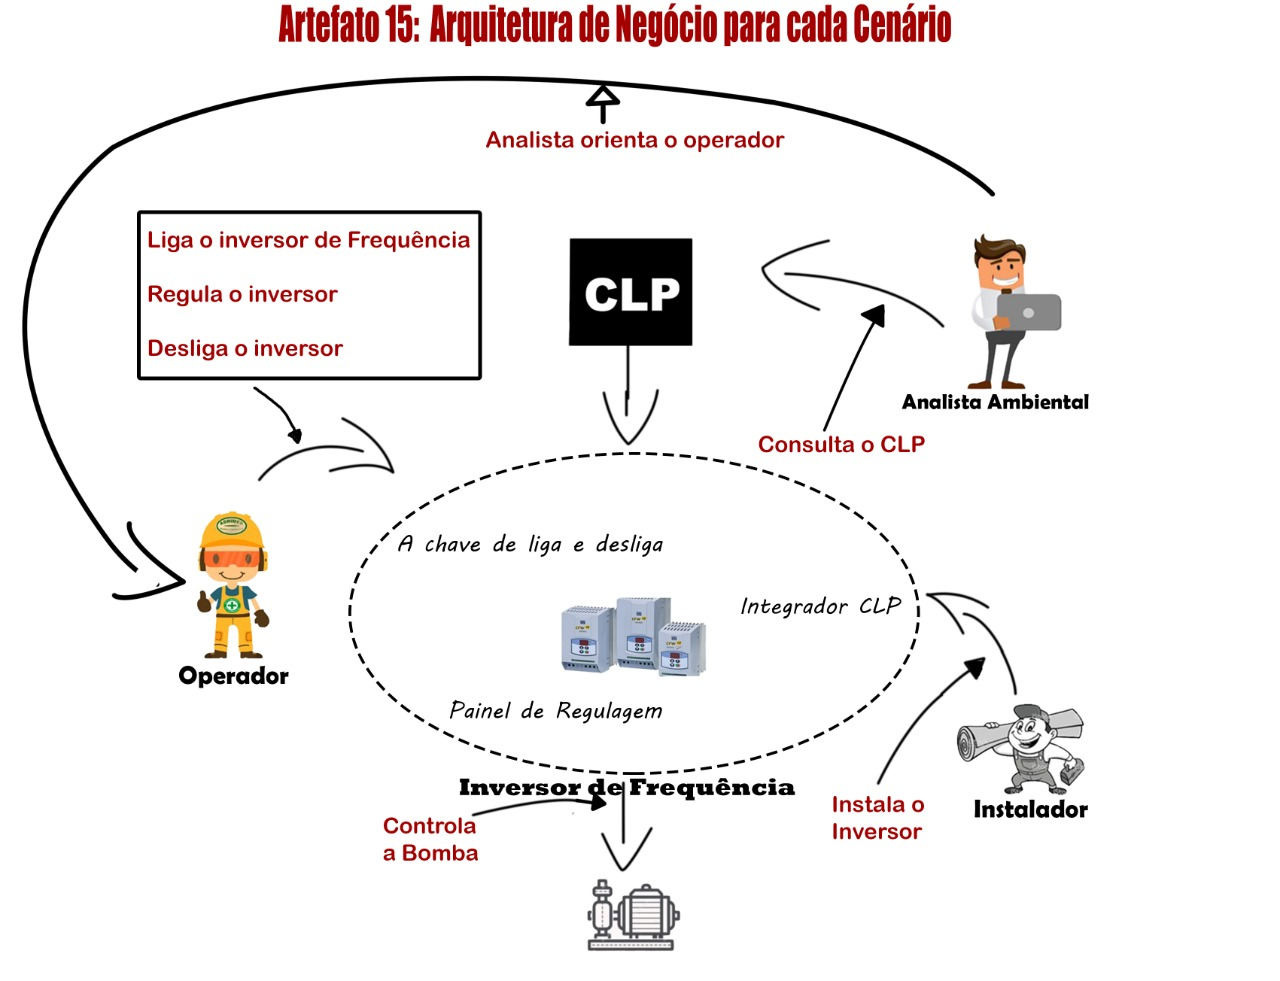 Artefato 15: Arquitetura de Negócio para cada Cenário
Analista orienta o operador
Liga o inversor de Frequência
Regula o inversor
Desliga o inversor
CLP
Analista Ambiental
Consulta o CLP
A chave de liga e desliga
Integrador CLP
Operador
Painel de Regulagem
Inversor de Frequência
Instala o
Inversor
Instalador
Controla
a Bomba